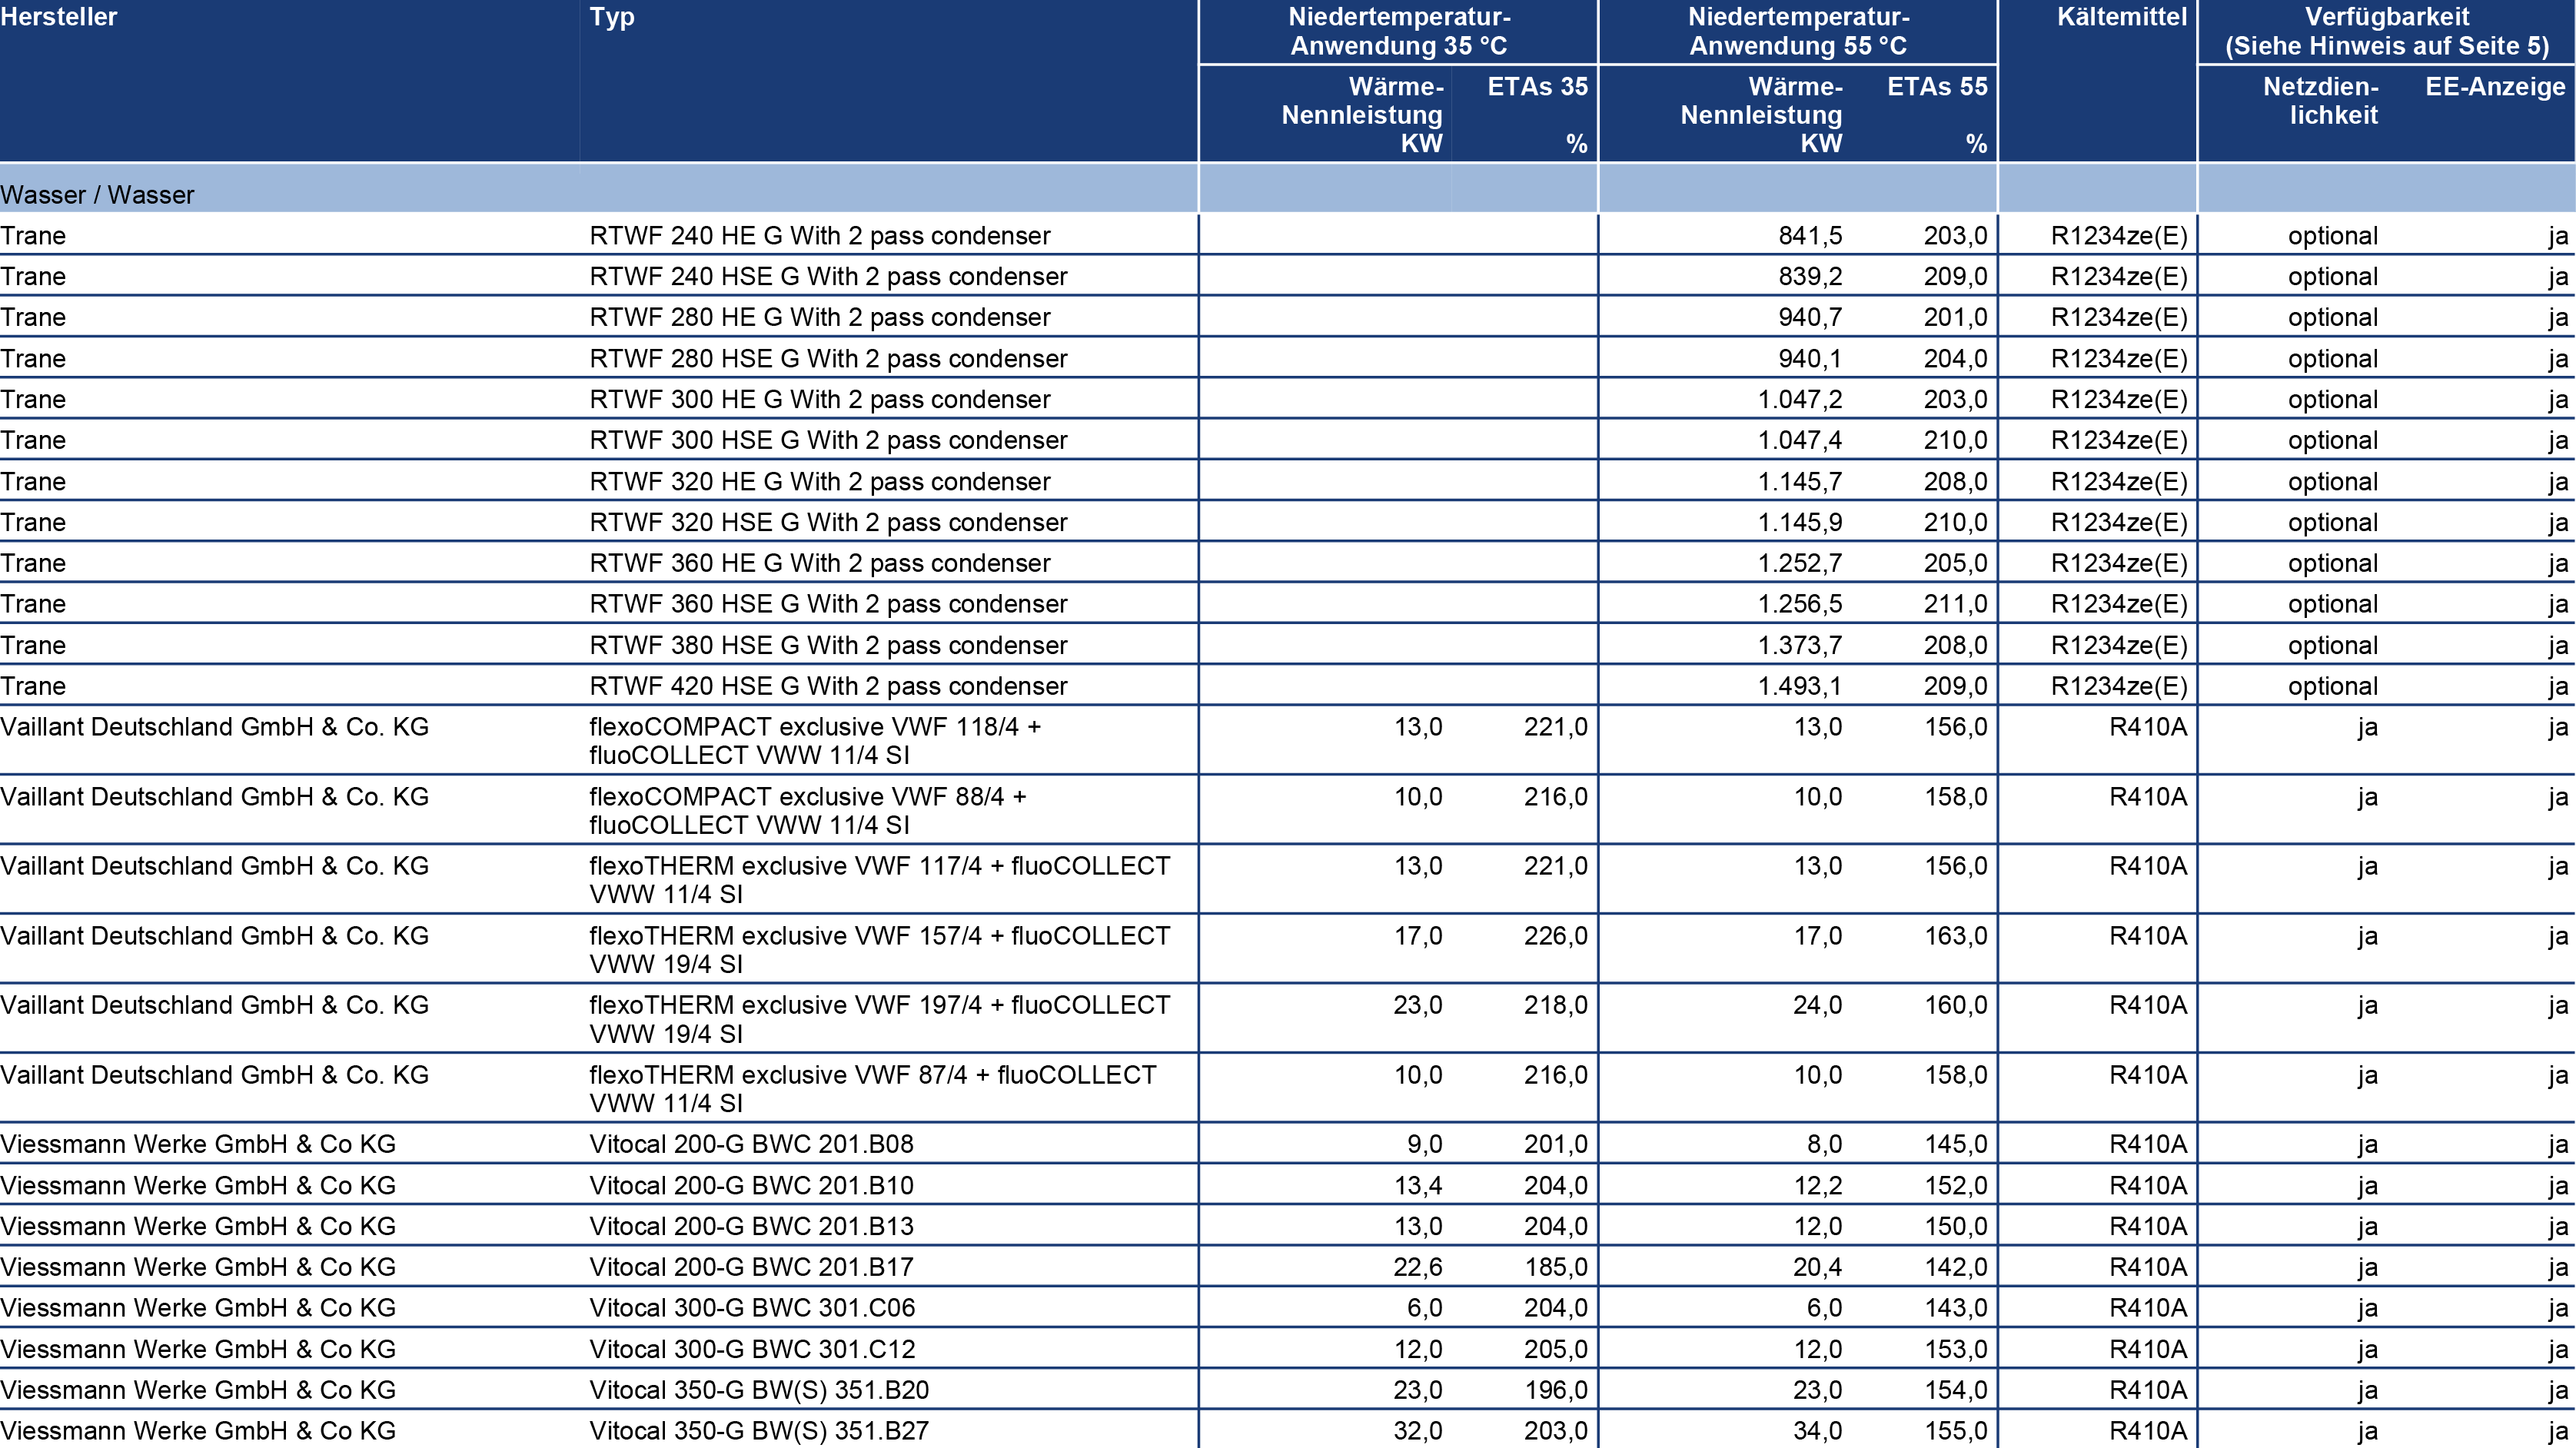 Hersteller Typ Niedertemperatur- Niedertemperatur- Kältemittel Verfügbarkeit
Anwendung 35 °C Anwendung 55 °C (Siehe Hinweis auf Seite 5)
Wärme- ETAs 35 Wärme- ETAs 55 Netzdien- EE-Anzeige
Nennleistung Nennleistung lichkeit
KW % KW %
Wasser / Wasser
Trane RTWF 240 HE G With 2 pass condenser 841,5 203,0 R1234ze(E) optional ja
Trane RTWF 240 HSE G With 2 pass condenser 839,2 209,0 R1234ze(E) optional ja
Trane RTWF 280 HE G With 2 pass condenser 940,7 201,0 R1234ze(E) optional ja
Trane RTWF 280 HSE G With 2 pass condenser 940,1 204,0 R1234ze(E) optional ja
Trane RTWF 300 HE G With 2 pass condenser 1.047,2 203,0 R1234ze(E) optional ja
Trane RTWF 300 HSE G With 2 pass condenser 1.047,4 210,0 R1234ze(E) optional ja
Trane RTWF 320 HE G With 2 pass condenser 1.145,7 208,0 R1234ze(E) optional ja
Trane RTWF 320 HSE G With 2 pass condenser 1.145,9 210,0 R1234ze(E) optional ja
Trane RTWF 360 HE G With 2 pass condenser 1.252,7 205,0 R1234ze(E) optional ja
Trane RTWF 360 HSE G With 2 pass condenser 1.256,5 211,0 R1234ze(E) optional ja
Trane RTWF 380 HSE G With 2 pass condenser 1.373,7 208,0 R1234ze(E) optional ja
Trane RTWF 420 HSE G With 2 pass condenser 1.493,1 209,0 R1234ze(E) optional ja
Vaillant Deutschland GmbH & Co. KG flexoCOMPACT exclusive VWF 118/4 + 13,0 221,0 13,0 156,0 R410A ja ja
fluoCOLLECT VWW 11/4 SI
Vaillant Deutschland GmbH & Co. KG flexoCOMPACT exclusive VWF 88/4 + 10,0 216,0 10,0 158,0 R410A ja ja
fluoCOLLECT VWW 11/4 SI
Vaillant Deutschland GmbH & Co. KG flexoTHERM exclusive VWF 117/4 + fluoCOLLECT 13,0 221,0 13,0 156,0 R410A ja ja
VWW 11/4 SI
Vaillant Deutschland GmbH & Co. KG flexoTHERM exclusive VWF 157/4 + fluoCOLLECT 17,0 226,0 17,0 163,0 R410A ja ja
VWW 19/4 SI
Vaillant Deutschland GmbH & Co. KG flexoTHERM exclusive VWF 197/4 + fluoCOLLECT 23,0 218,0 24,0 160,0 R410A ja ja
VWW 19/4 SI
Vaillant Deutschland GmbH & Co. KG flexoTHERM exclusive VWF 87/4 + fluoCOLLECT 10,0 216,0 10,0 158,0 R410A ja ja
VWW 11/4 SI
Viessmann Werke GmbH & Co KG Vitocal 200-G BWC 201.B08 9,0 201,0 8,0 145,0 R410A ja ja
Viessmann Werke GmbH & Co KG Vitocal 200-G BWC 201.B10 13,4 204,0 12,2 152,0 R410A ja ja
Viessmann Werke GmbH & Co KG Vitocal 200-G BWC 201.B13 13,0 204,0 12,0 150,0 R410A ja ja
Viessmann Werke GmbH & Co KG Vitocal 200-G BWC 201.B17 22,6 185,0 20,4 142,0 R410A ja ja
Viessmann Werke GmbH & Co KG Vitocal 300-G BWC 301.C06 6,0 204,0 6,0 143,0 R410A ja ja
Viessmann Werke GmbH & Co KG Vitocal 300-G BWC 301.C12 12,0 205,0 12,0 153,0 R410A ja ja
Viessmann Werke GmbH & Co KG Vitocal 350-G BW(S) 351.B20 23,0 196,0 23,0 154,0 R410A ja ja
Viessmann Werke GmbH & Co KG Vitocal 350-G BW(S) 351.B27 32,0 203,0 34,0 155,0 R410A ja ja